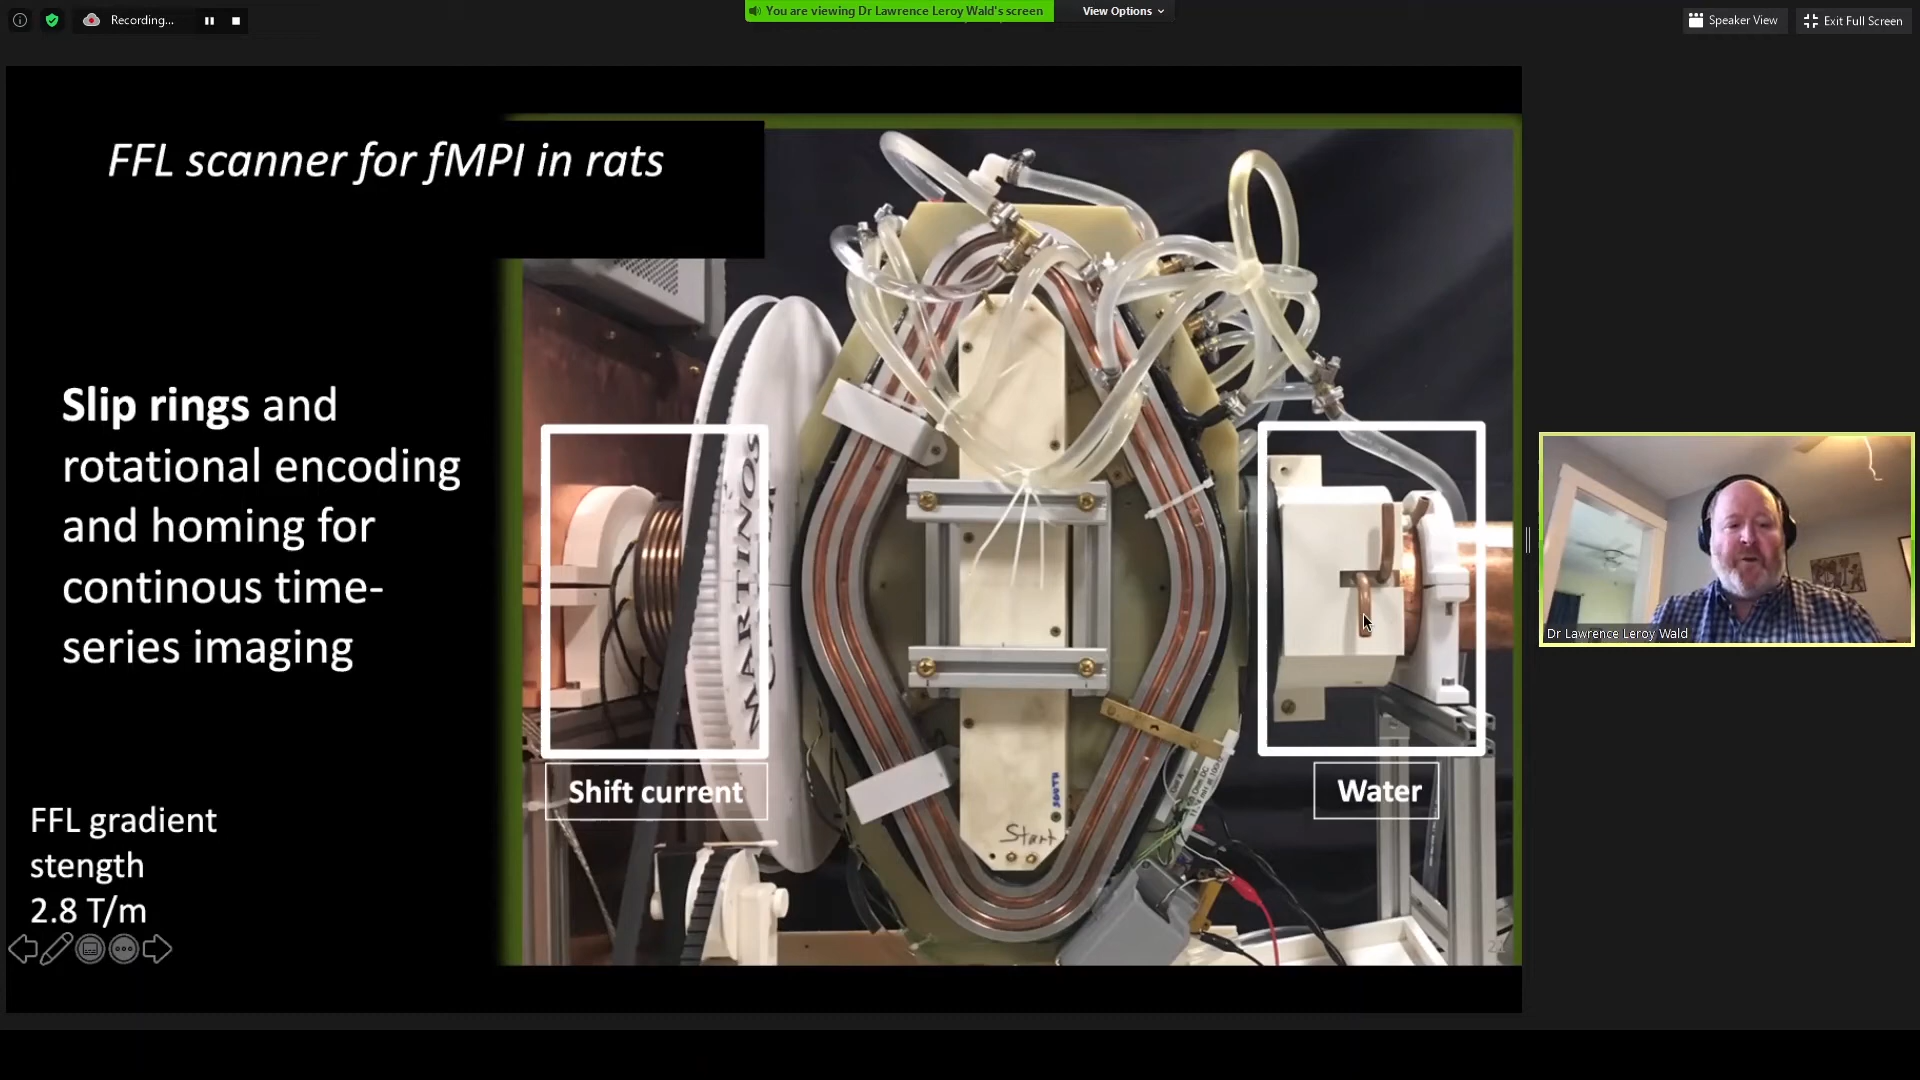 Recording...
You are viewing Dr Lawrence Leroy Wald's screen
View Options
Speaker View
Exit Full Screen
FFL scanner for fMPI in rats
Slip rings and
rotational encoding
and homing for
continous time-
series imaging
MARTINOS
SOUTH
Start
Shift current
Water
FFL gradient
stength
2.8 T/m
Dr Lawrence Leroy Wald